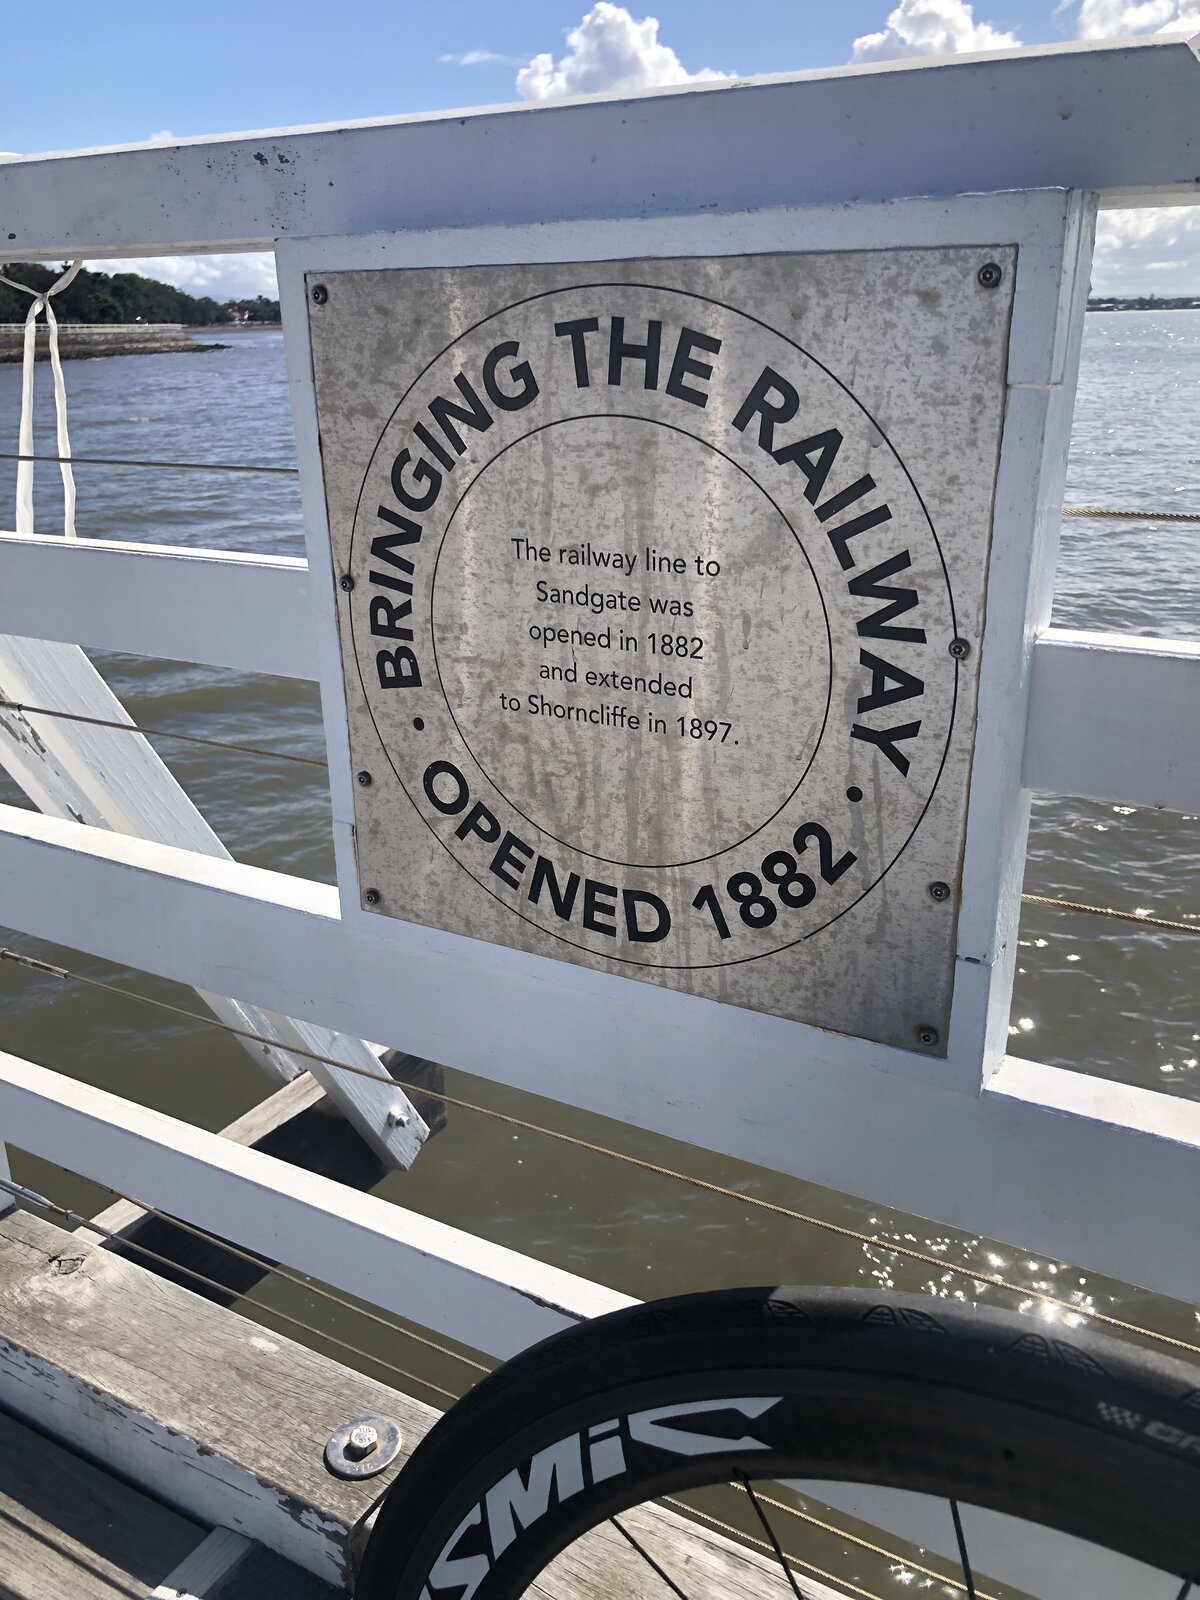 BRINGING THE RAILWAY
The railway line to
Sandgate was
opened in 1882
and extended
to Shorncliffe in 1897.
• OPENED 1882 •
SMiC